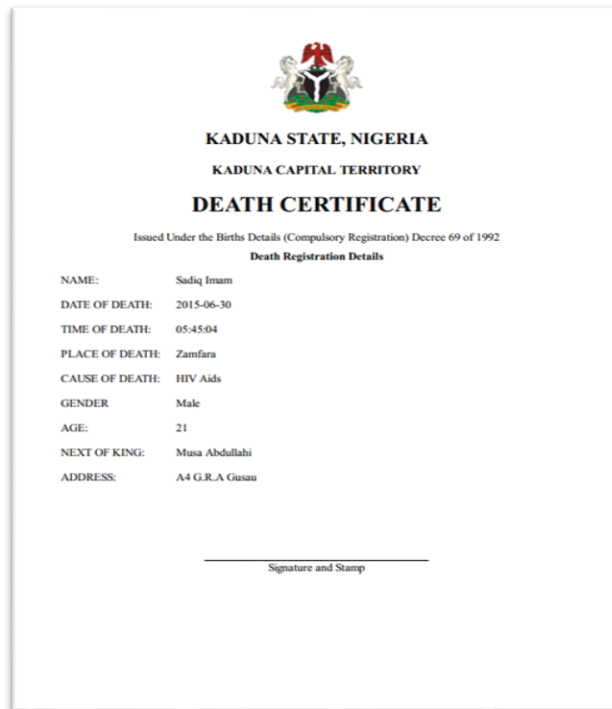 KADUNA STATE, NIGERIA
KADUNA CAPITAL TERRITORY
DEATH CERTIFICATE
Issued Under the Births Details (Compulsory Registration) Decree 69 of 1992
Death Registration Details
NAME: Sadiq Imam
DATE OF DEATH: 2015-06-30
TIME OF DEATH: 05:45:04
PLACE OF DEATH: Zamfara
CAUSE OF DEATH: HIV Aids
GENDER Male
AGE: 21
NEXT OF KING: Musa Abdullahi
ADDRESS: A4 G.R.A Gusau
Signature and Stamp